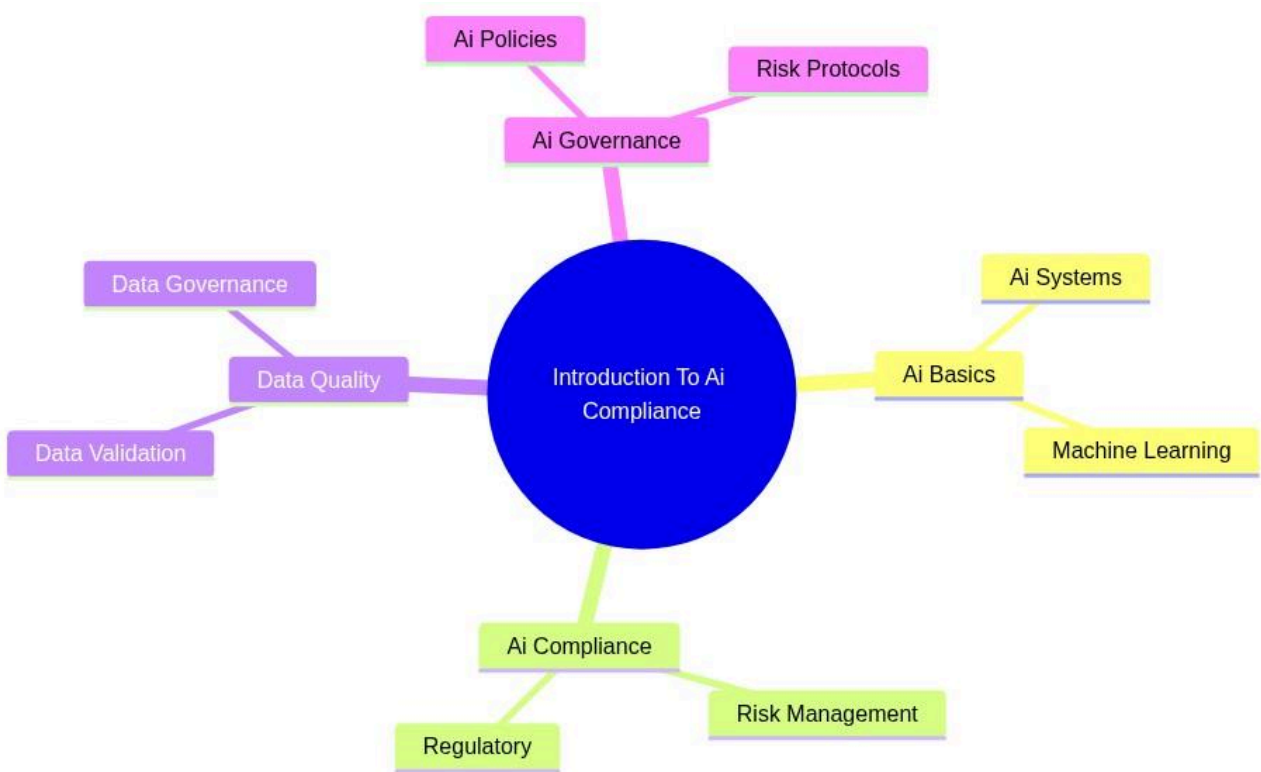 Ai Policies
Risk Protocols
Ai Governance
Data Governance
Ai Systems
Data Quality
Introduction To Ai
Compliance
Ai Basics
Data Validation
Machine Learning
Ai Compliance
Risk Management
Regulatory